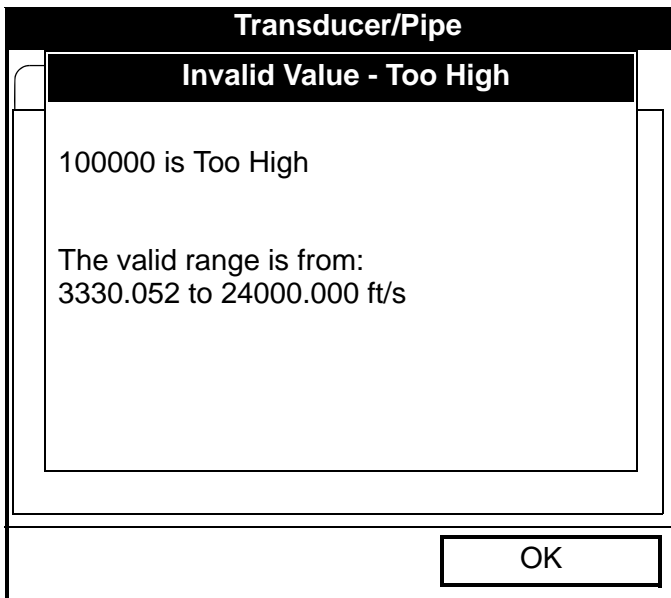 Transducer/Pipe
Invalid Value - Too High
100000 is Too High
The valid range is from:
3330.052 to 24000.000 ft/s
OK